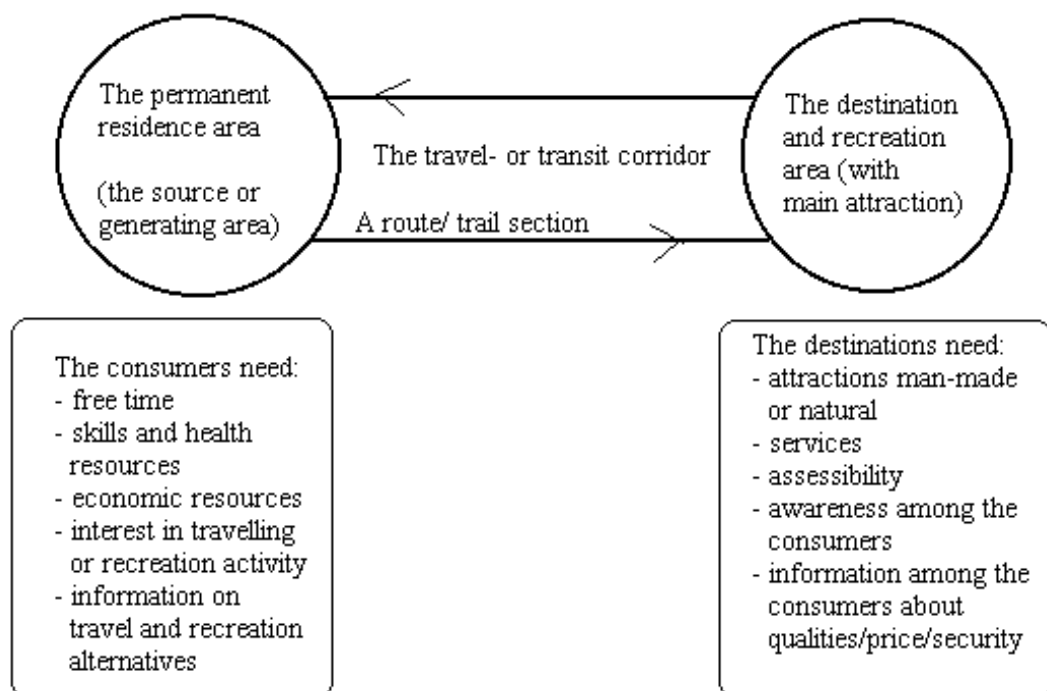 The permanent
residence area
(the source or
generating area)
The travel- or transit corridor
A route/ trail section
The destination
and recreation
area (with
main attraction)
The consumers need:
- free time
- skills and health
resources
- economic resources
- interest in travelling
or recreation activity
- information on
travel and recreation
alternatives
The destinations need:
- attractions man-made
or natural
- services
- assessibility
- awareness among the
consumers
- information among the
consumers about
qualities/price/security